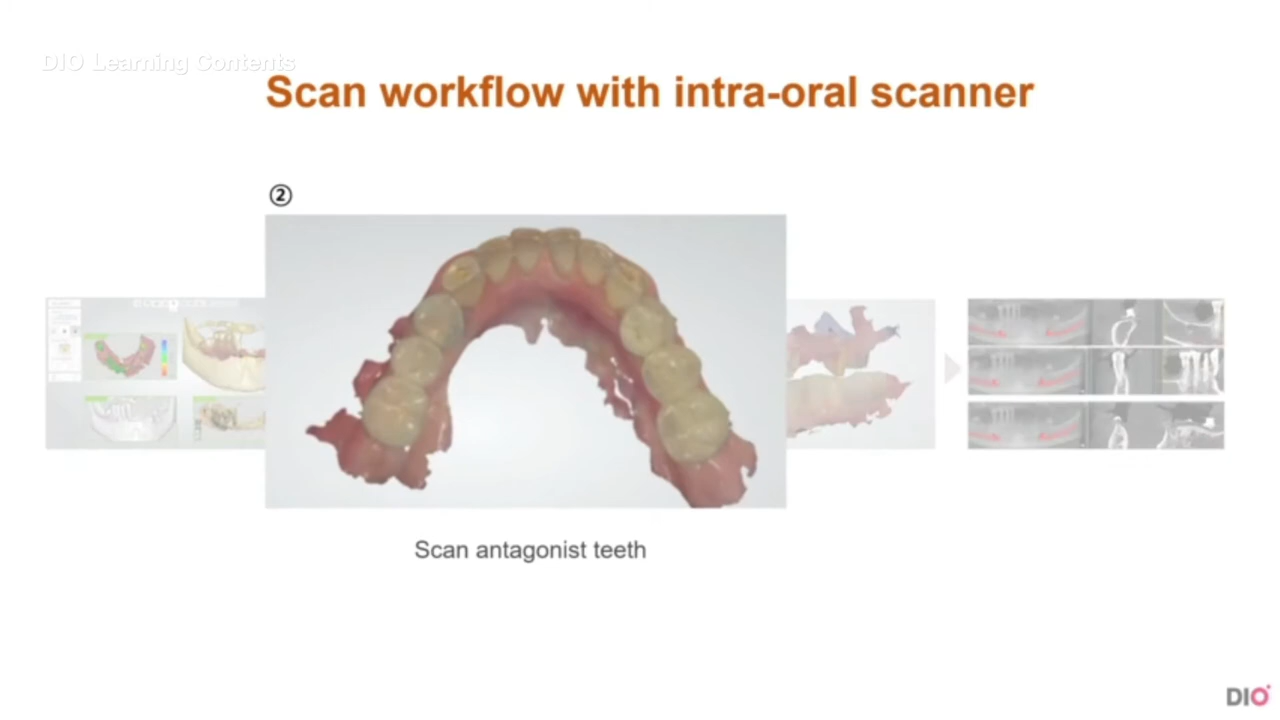 DIO Learning Contents
Scan workflow with intra-oral scanner
②
Scan antagonist teeth
DIO